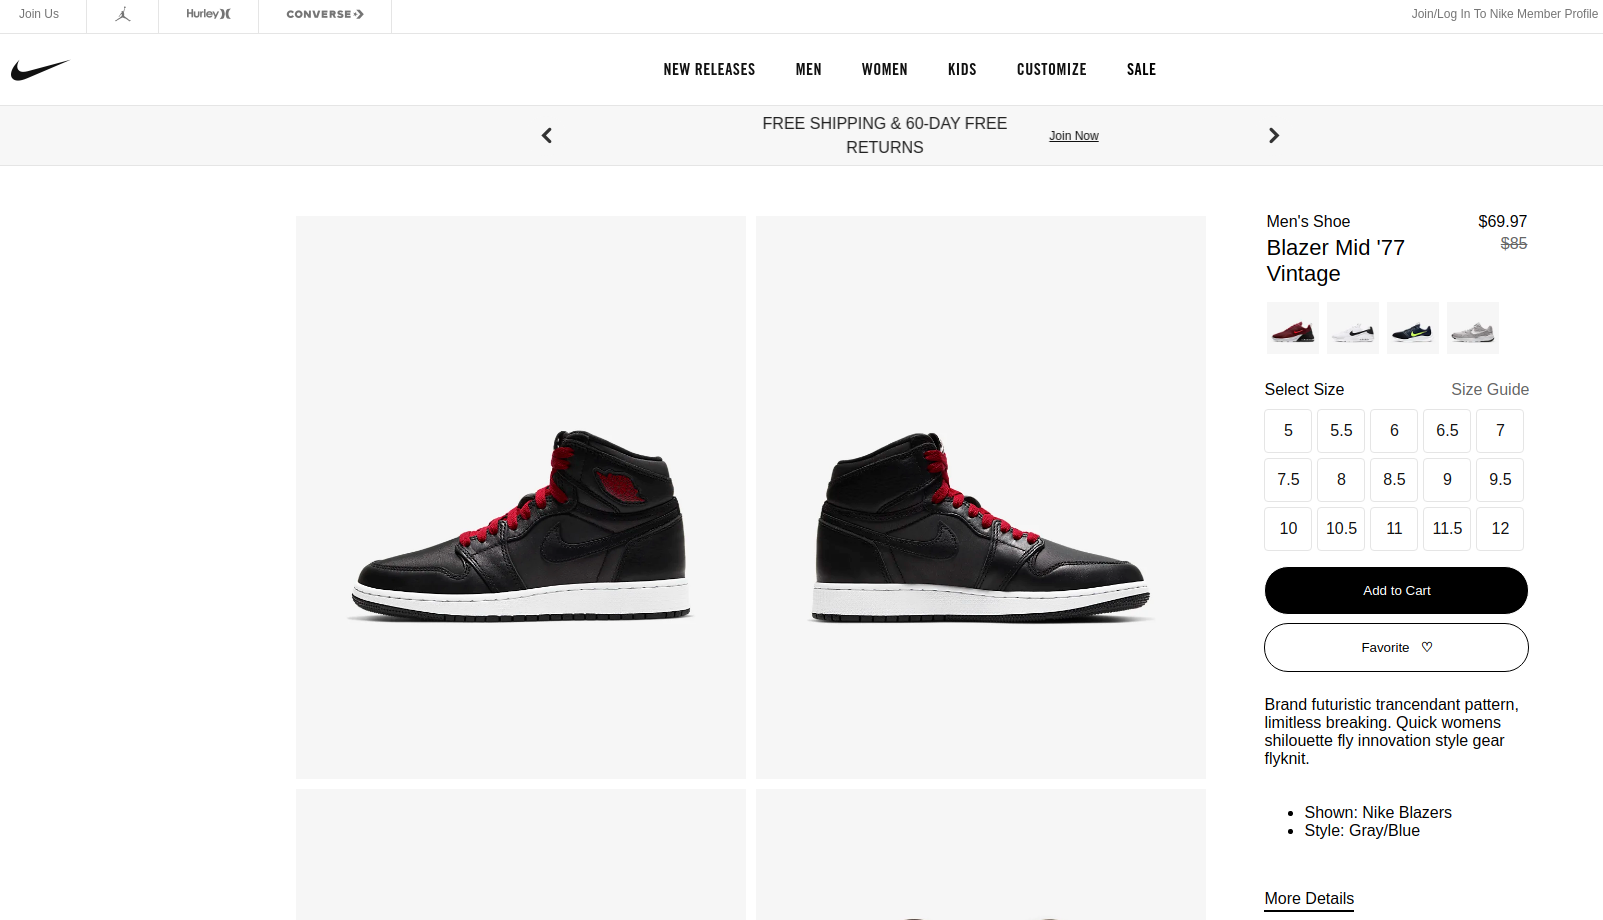 Join Us
Hurley
CONVERSE
Join/Log In To Nike Member Profile
NEW RELEASES
MEN
WOMEN
KIDS
CUSTOMIZE
SALE
FREE SHIPPING & 60-DAY FREE
RETURNS
Join Now
Men's Shoe
$69.97
Blazer Mid '77
$85
Vintage
Select Size
Size Guide
5
5.5
6
6.5
7
7.5
8
8.5
9
9.5
10
10.5
11
11.5
12
Add to Cart
Favorite ♡
Brand futuristic trancendant pattern,
limitless breaking. Quick womens
shilouette fly innovation style gear
flyknit.
• Shown: Nike Blazers
• Style: Gray/Blue
More Details